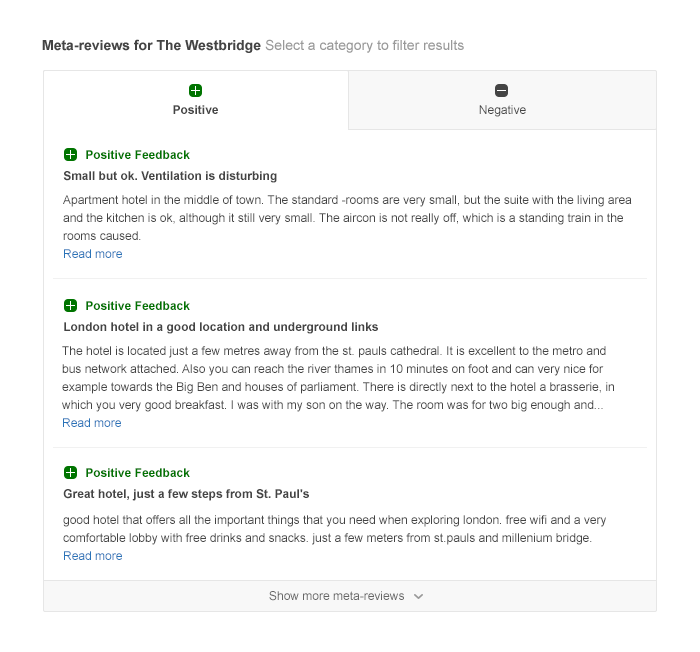 Meta-reviews for The Westbridge Select a category to filter results
Positive
Negative
Positive Feedback
Small but ok. Ventilation is disturbing
Apartment hotel in the middle of town. The standard -rooms are very small, but the suite with the living area
and the kitchen is ok, although it still very small. The aircon is not really off, which is a standing train in the
rooms caused.
Read more
Positive Feedback
London hotel in a good location and underground links
The hotel is located just a few metres away from the st. pauls cathedral. It is excellent to the metro and
bus network attached. Also you can reach the river thames in 10 minutes on foot and can very nice for
example towards the Big Ben and houses of parliament. There is directly next to the hotel a brasserie, in
which you very good breakfast. I was with my son on the way. The room was for two big enough and...
Read more
Positive Feedback
Great hotel, just a few steps from St. Paul's
good hotel that offers all the important things that you need when exploring london. free wifi and a very
comfortable lobby with free drinks and snacks. just a few meters from st.pauls and millenium bridge.
Read more
Show more meta-reviews